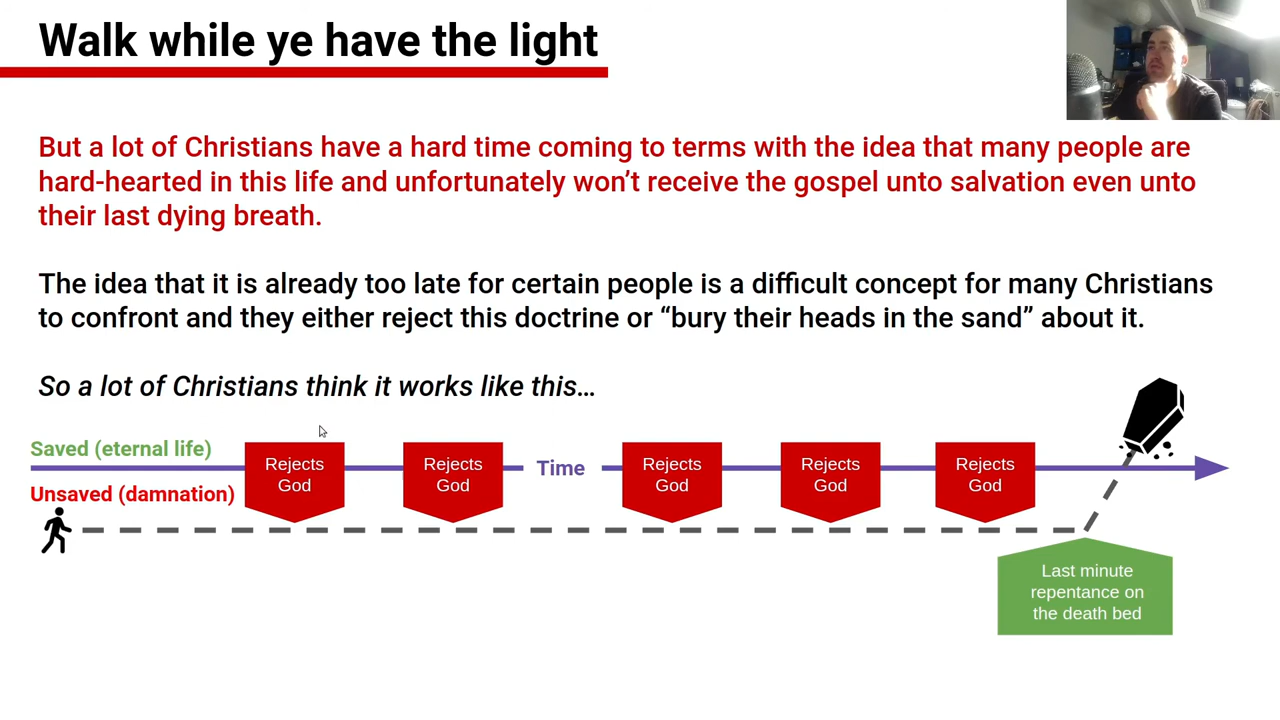 Walk while ye have the light
But a lot of Christians have a hard time coming to terms with the idea that many people are
hard-hearted in this life and unfortunately won’t receive the gospel unto salvation even unto
their last dying breath.
The idea that it is already too late for certain people is a difficult concept for many Christians
to confront and they either reject this doctrine or “bury their heads in the sand” about it.
So a lot of Christians think it works like this…
Saved (eternal life)
Unsaved (damnation)
Rejects
God
Rejects
God
Time
Rejects
God
Rejects
God
Rejects
God
Last minute
repentance on
the death bed